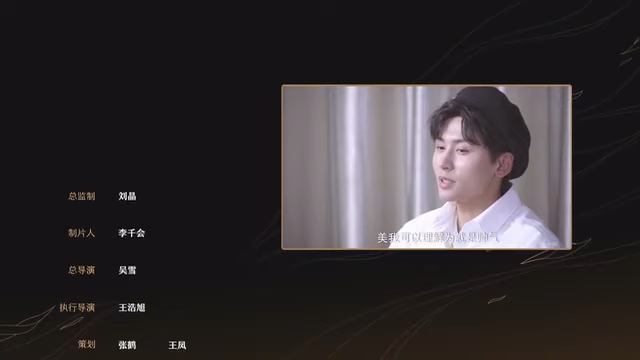 美我可以理解为就是帅气
总监制 刘晶
制片人 李千会
总导演 吴雪
执行导演 王浩旭
策划 张鹤 王凤